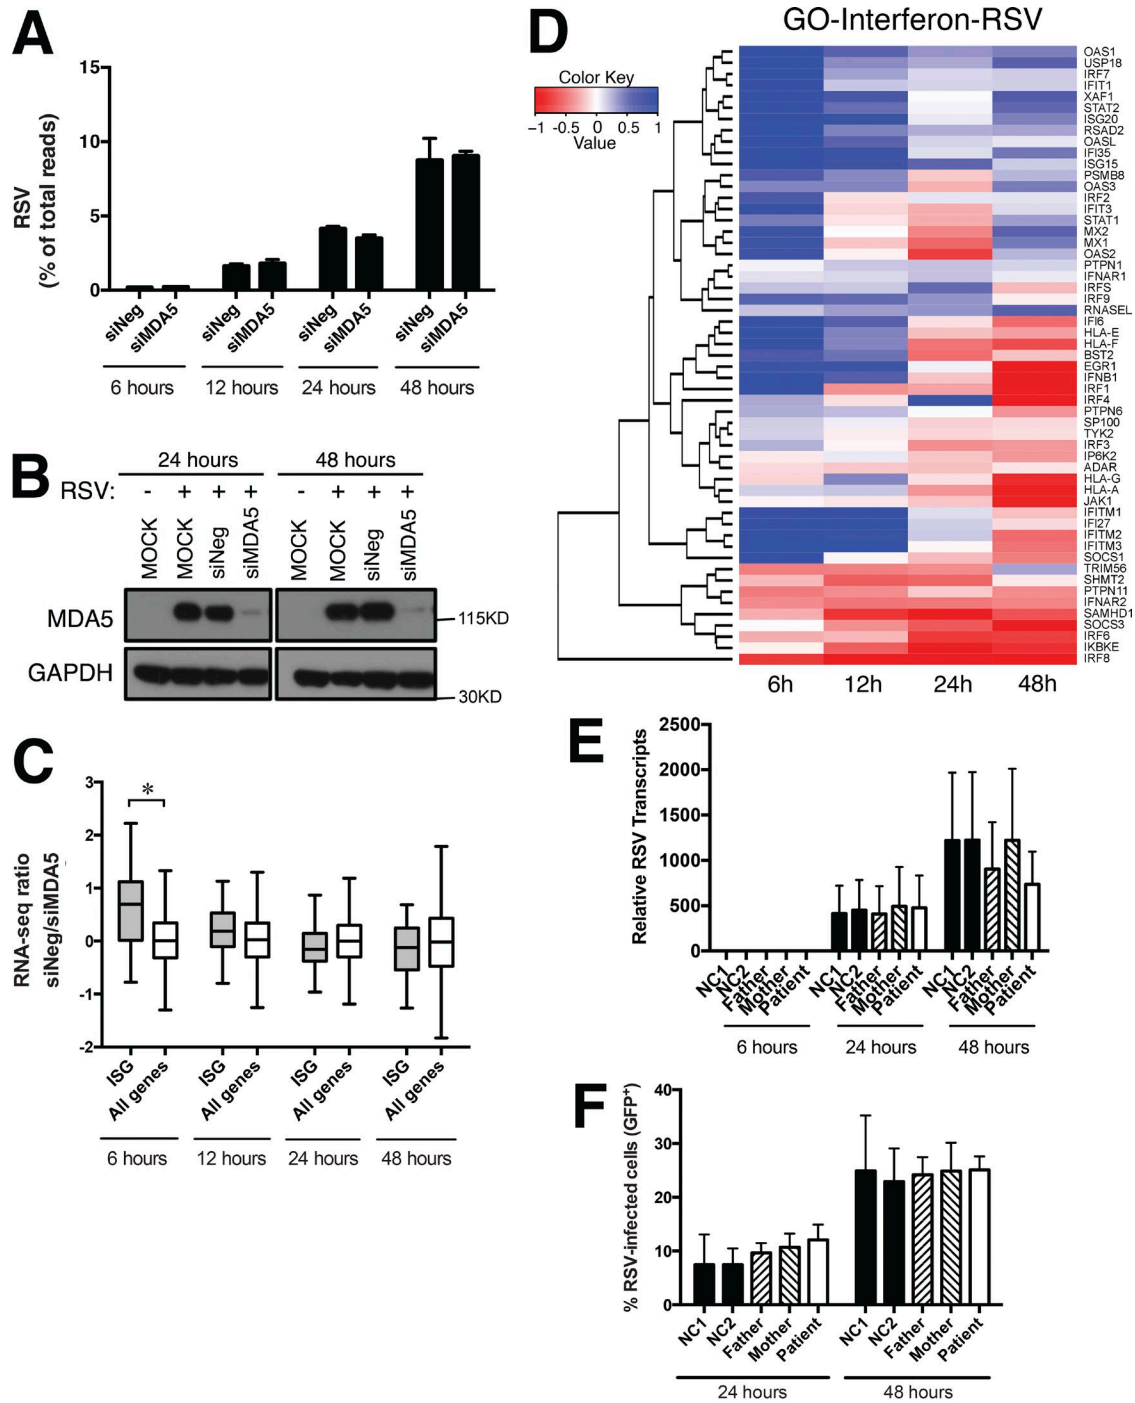 A
15
10
5
0
RSV
(% of total reads)
siNeg
siMDA5
siNeg
siMDA5
siNeg
siMDA5
siNeg
siMDA5
6 hours
12 hours
24 hours
48 hours
B
24 hours
48 hours
RSV:
- + + +
- + + +
MOCK
MOCK
siNeg
siMDA5
MOCK
MOCK
siNeg
siMDA5
MDA5
115KD
GAPDH
30KD
C
3
2
1
0
-1
-2
RNA-seq ratio
siNeg/siMDA5
*
ISG
All genes
ISG
All genes
ISG
All genes
ISG
All genes
6 hours
12 hours
24 hours
48 hours
D
GO-Interferon-RSV
Color Key
−1 -0.5 0 0.5 1
Value
OAS1
USP18
IRF7
IFIT1
XAF1
STAT2
ISG20
RSAD2
OASL
IFI35
ISG15
PSMB8
OAS3
IRF2
IFIT3
STAT1
MX2
MX1
OAS2
PTPN1
IFNAR1
IRFS
IRF9
RNASEL
IFI6
HLA-E
HLA-F
BST2
EGR1
IFNB1
IRF1
IRF4
PTPN6
SP100
TYK2
IRF3
IP6K2
ADAR
HLA-G
HLA-A
JAK1
IFITM1
IFI27
IFITM2
IFITM3
SOCS1
TRIM56
SHMT2
PTPN11
IFNAR2
SAMHD1
SOCS3
IRF6
IKBKE
IRF8
6h
12h
24h
48h
E
2500
2000
1500
1000
500
0
Relative RSV Transcripts
NC1
NC2
Father
Mother
Patient
NC1
NC2
Father
Mother
Patient
NC1
NC2
Father
Mother
Patient
6 hours
24 hours
48 hours
F
40
30
20
10
0
% RSV-infected cells (GFP+)
NC1
NC2
Father
Mother
Patient
NC1
NC2
Father
Mother
Patient
24 hours
48 hours